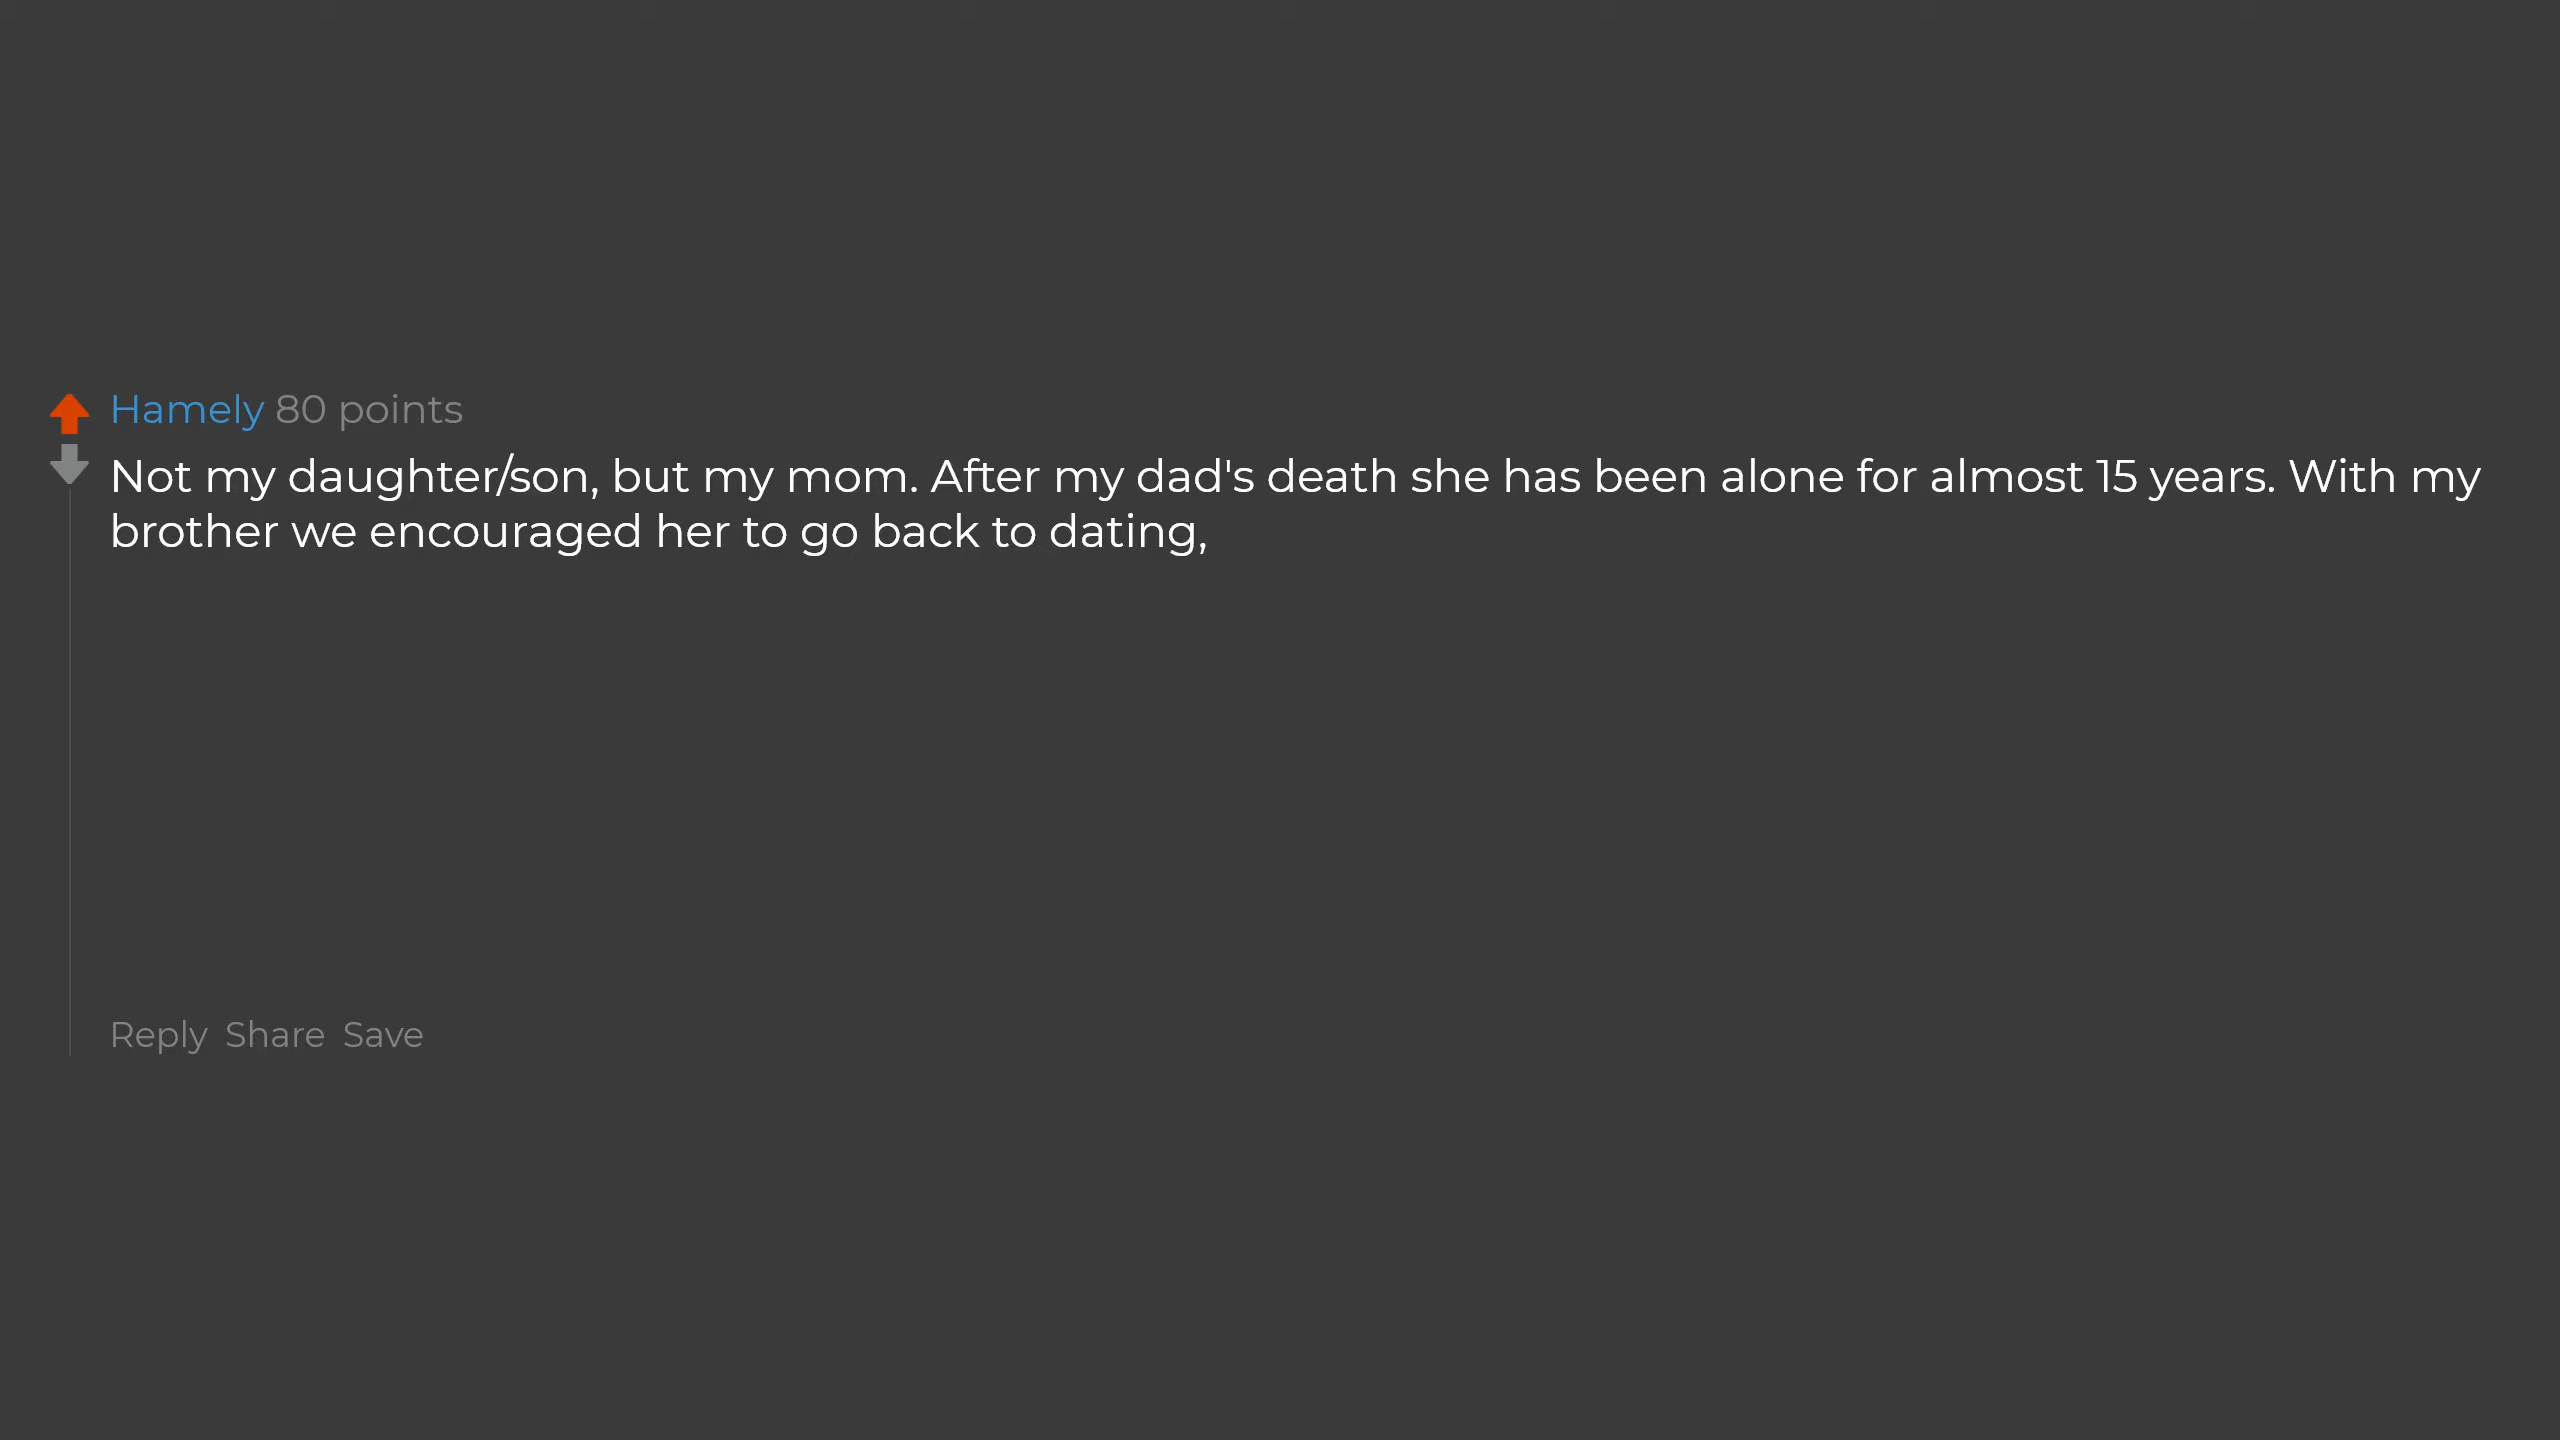 Hamely 80 points
Not my daughter/son, but my mom. After my dad's death she has been alone for almost 15 years. With my
brother we encouraged her to go back to dating,
Reply Share Save